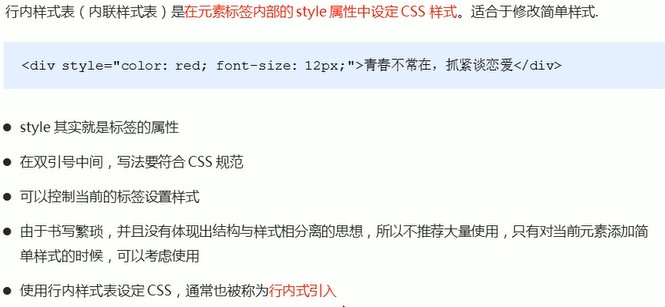 行内样式表（内联样式表）是在元素标签内部的 style 属性中设定 CSS 样式。适合于修改简单样式.
<div style="color: red; font-size: 12px;">青春不常在，抓紧谈恋爱</div>
● style 其实就是标签的属性
● 在双引号中间，写法要符合 CSS 规范
● 可以控制当前的标签设置样式
● 由于书写繁琐，并且没有体现出结构与样式相分离的思想，所以不推荐大量使用，只有对当前元素添加简
单样式的时候，可以考虑使用
● 使用行内样式表设定 CSS，通常也被称为行内式引入